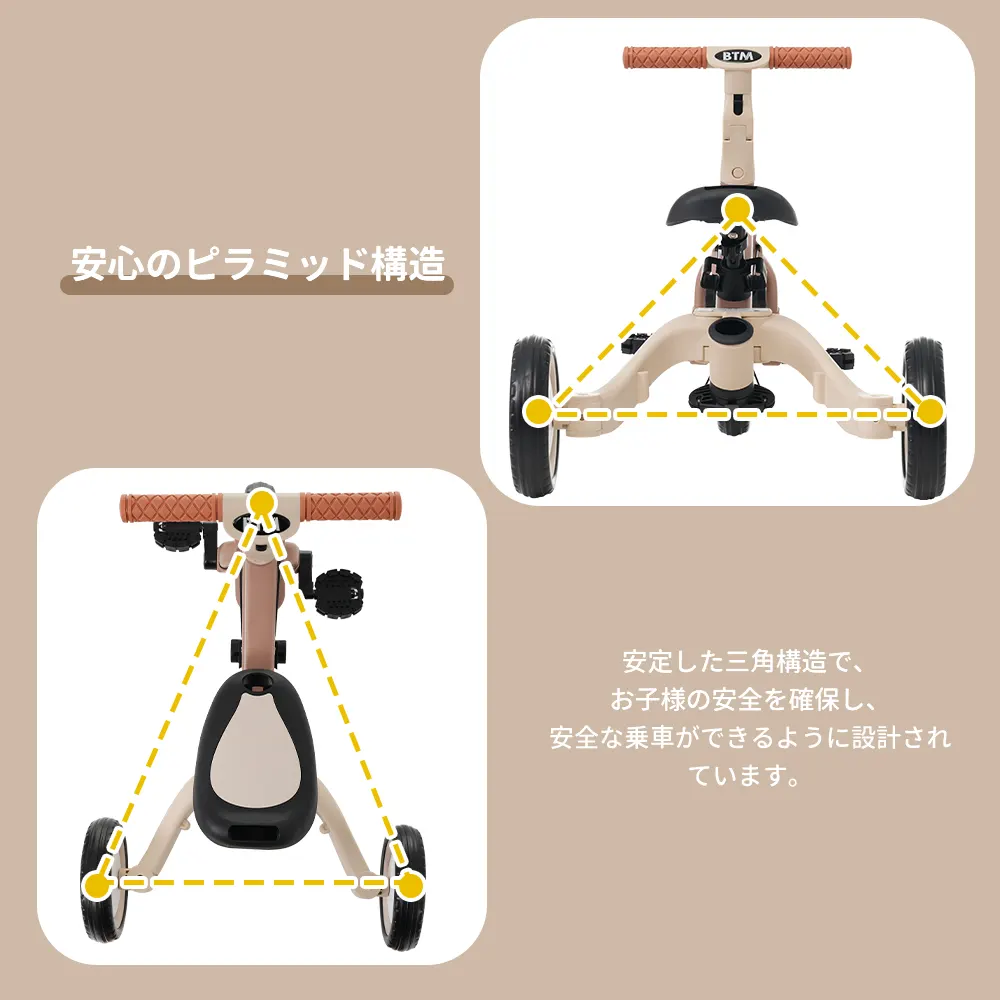 BTM
安心のピラミッド構造
BTM
安定した三角構造で、
お子様の安全を確保し、
安全な乗車ができるように設計され
ています。